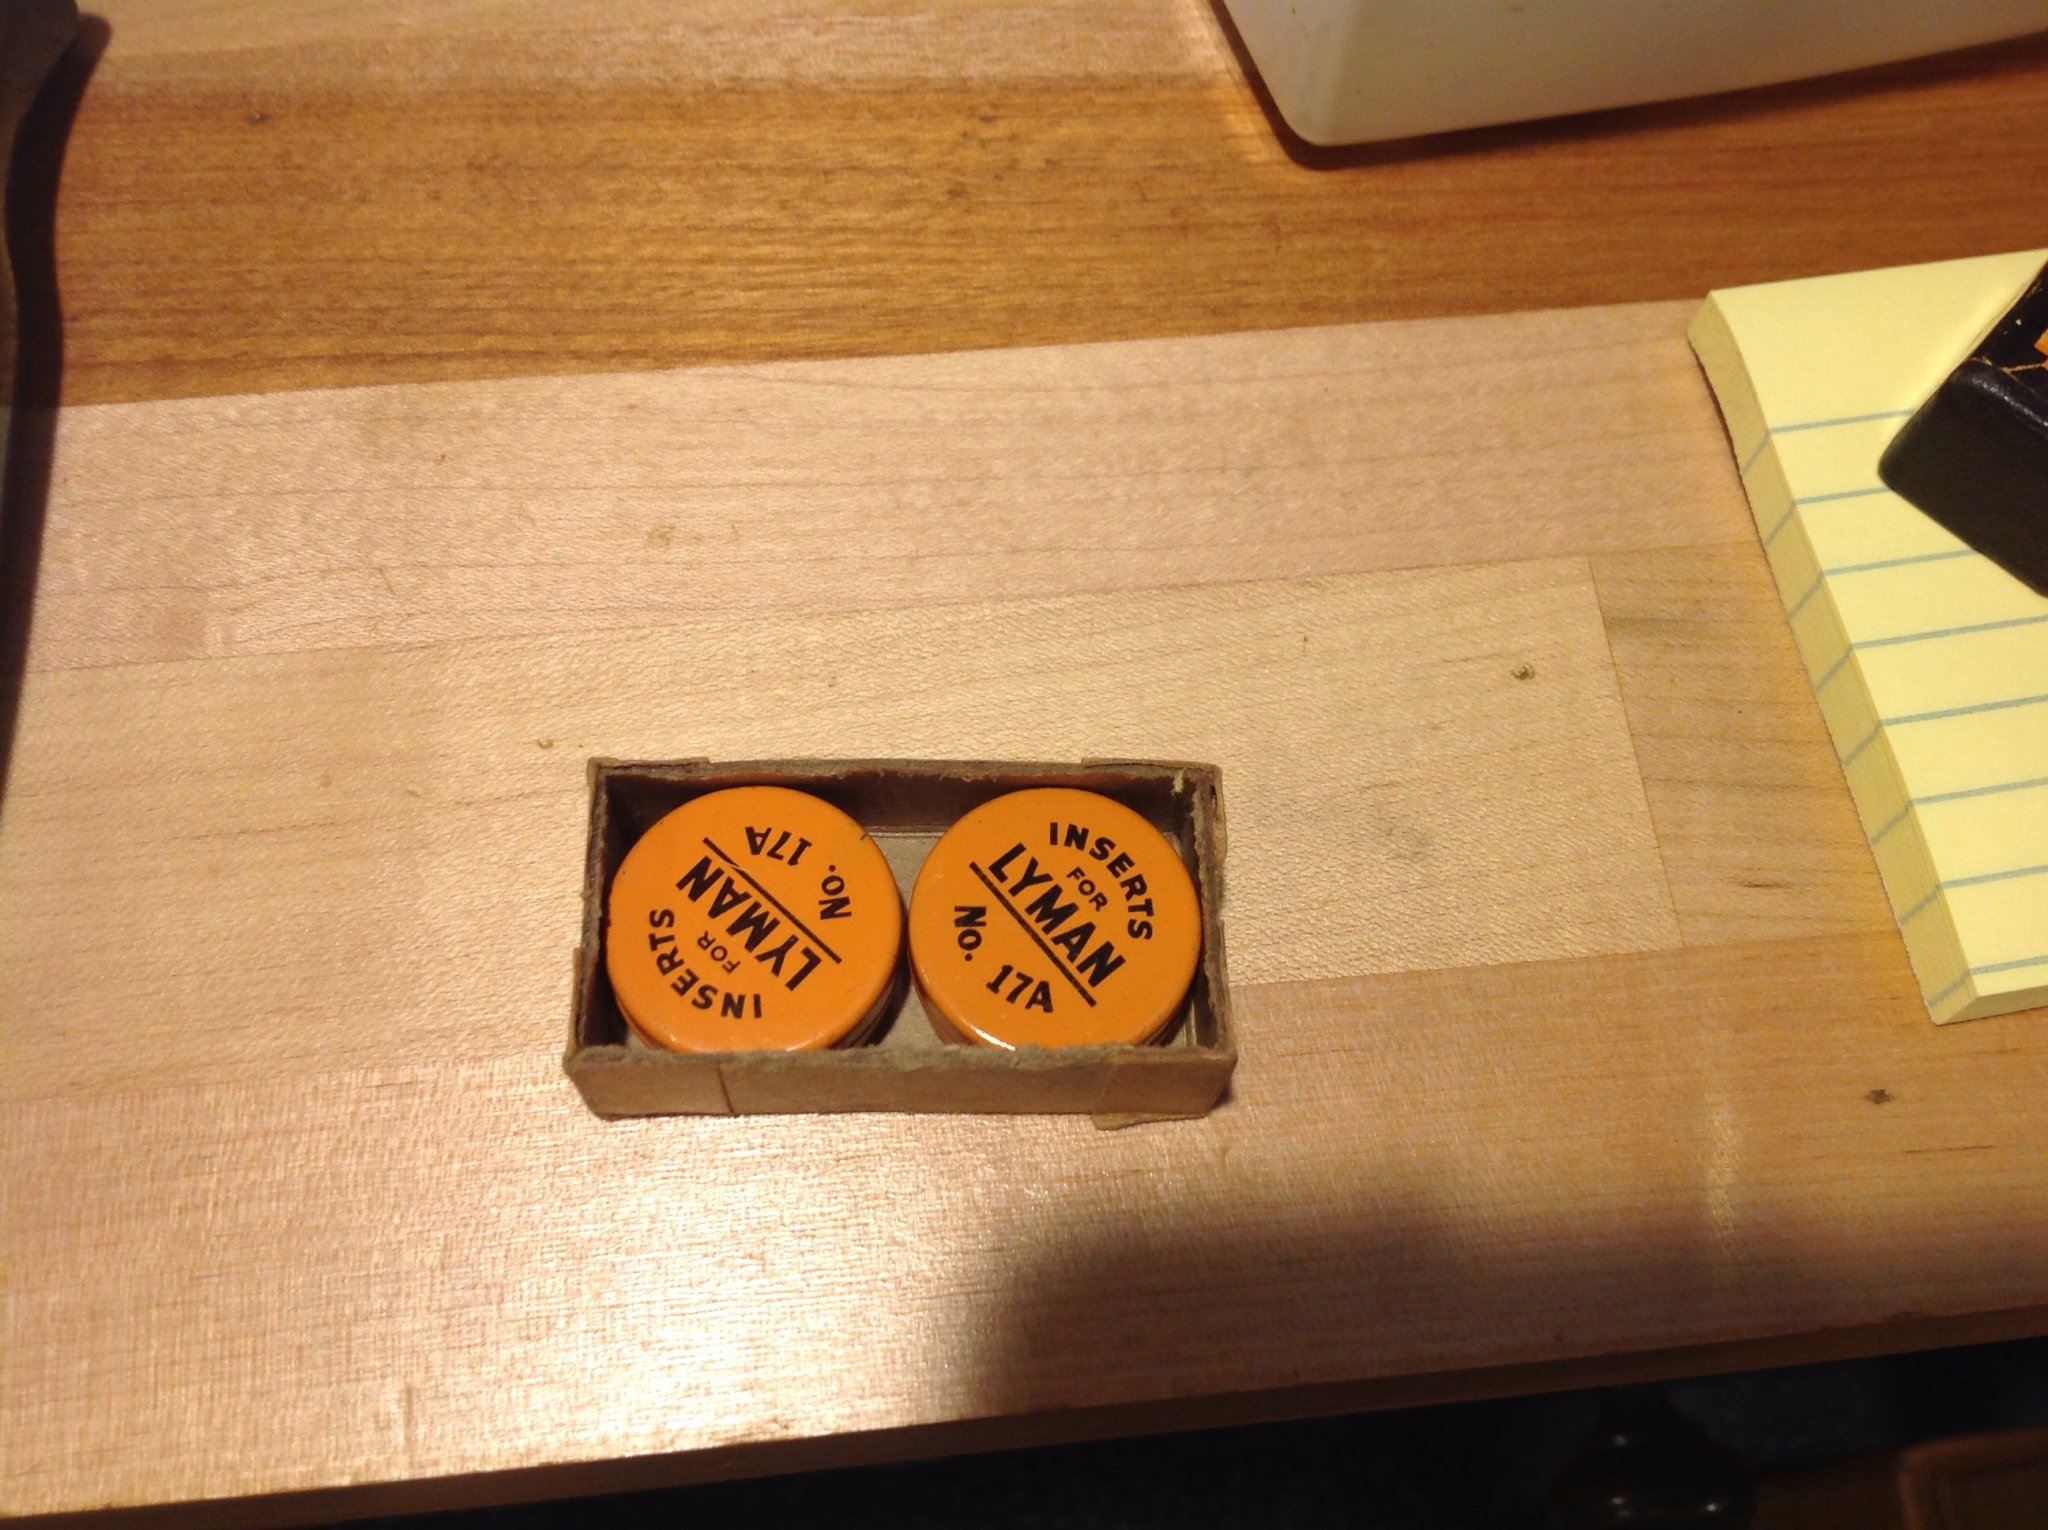 INSERTS
FOR
LYMAN
No. 17A
INSERTS
FOR
LYMAN
No. 17A